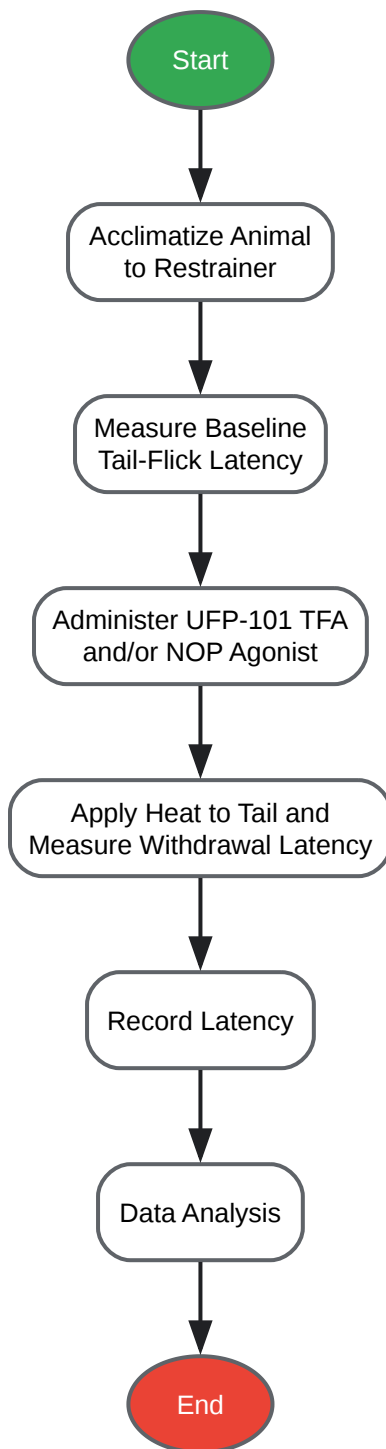 Start
Acclimatize Animal
to Restrainer
Measure Baseline
Tail-Flick Latency
Administer UFP-101 TFA
and/or NOP Agonist
Apply Heat to Tail and
Measure Withdrawal Latency
Record Latency
Data Analysis
End